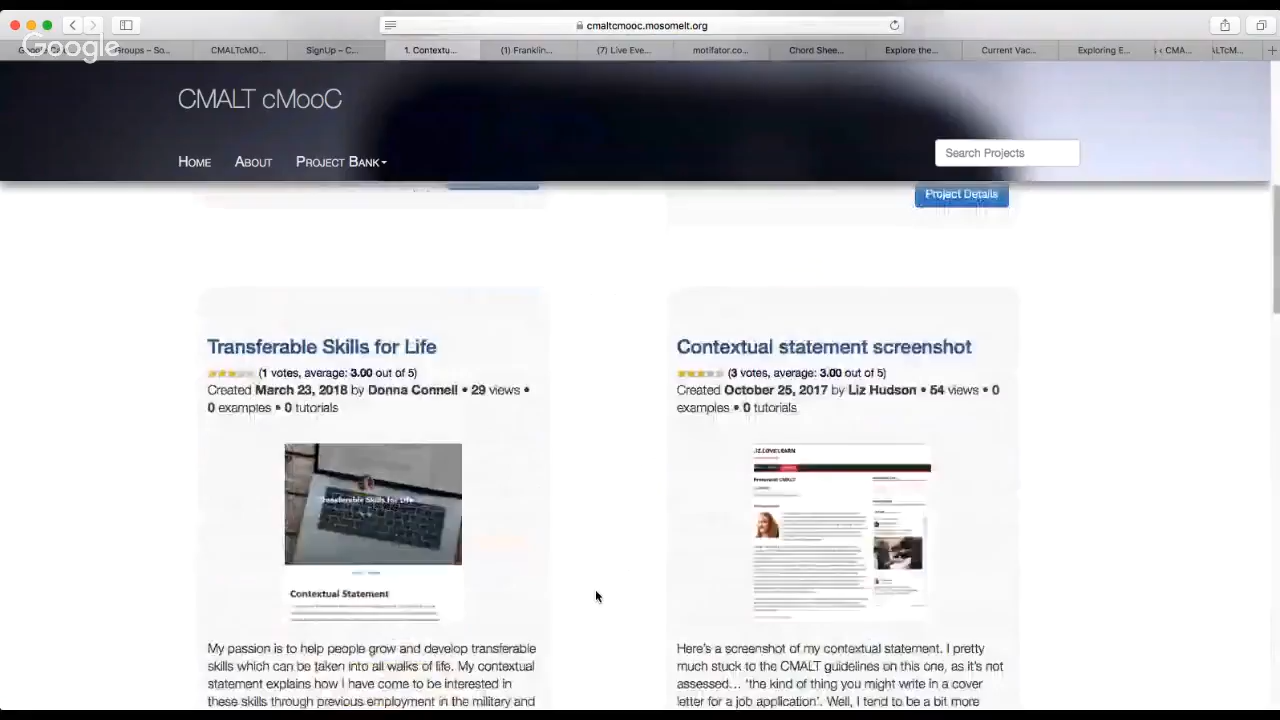 cmaltcmooc.mosomelt.org
Google
roups – So...
CMALTcMO...
SignUp – C...
1. Contextu...
(1) Franklin...
(7) Live Eve...
motifator.co...
Chord Shee...
Explore the...
Current Vac...
Exploring E...
‹ CMA...
ALTcM...
CMALT cMooC
Home
About
Project Bank
Search Projects
Project Details
Transferable Skills for Life
(1 votes, average: 3.00 out of 5)
Created March 23, 2018 by Donna Connell • 29 views •
0 examples • 0 tutorials
Transferable Skills for Life
Contextual Statement
My passion is to help people grow and develop transferable
skills which can be taken into all walks of life. My contextual
statement explains how I have come to be interested in
these skills through previous employment in the military and
Contextual statement screenshot
(3 votes, average: 3.00 out of 5)
Created October 25, 2017 by Liz Hudson • 54 views • 0
examples • 0 tutorials
Here's a screenshot of my contextual statement. I pretty
much stuck to the CMALT guidelines on this one, as it's not
assessed... 'the kind of thing you might write in a cover
letter for a job application'. Well, I tend to be a bit more